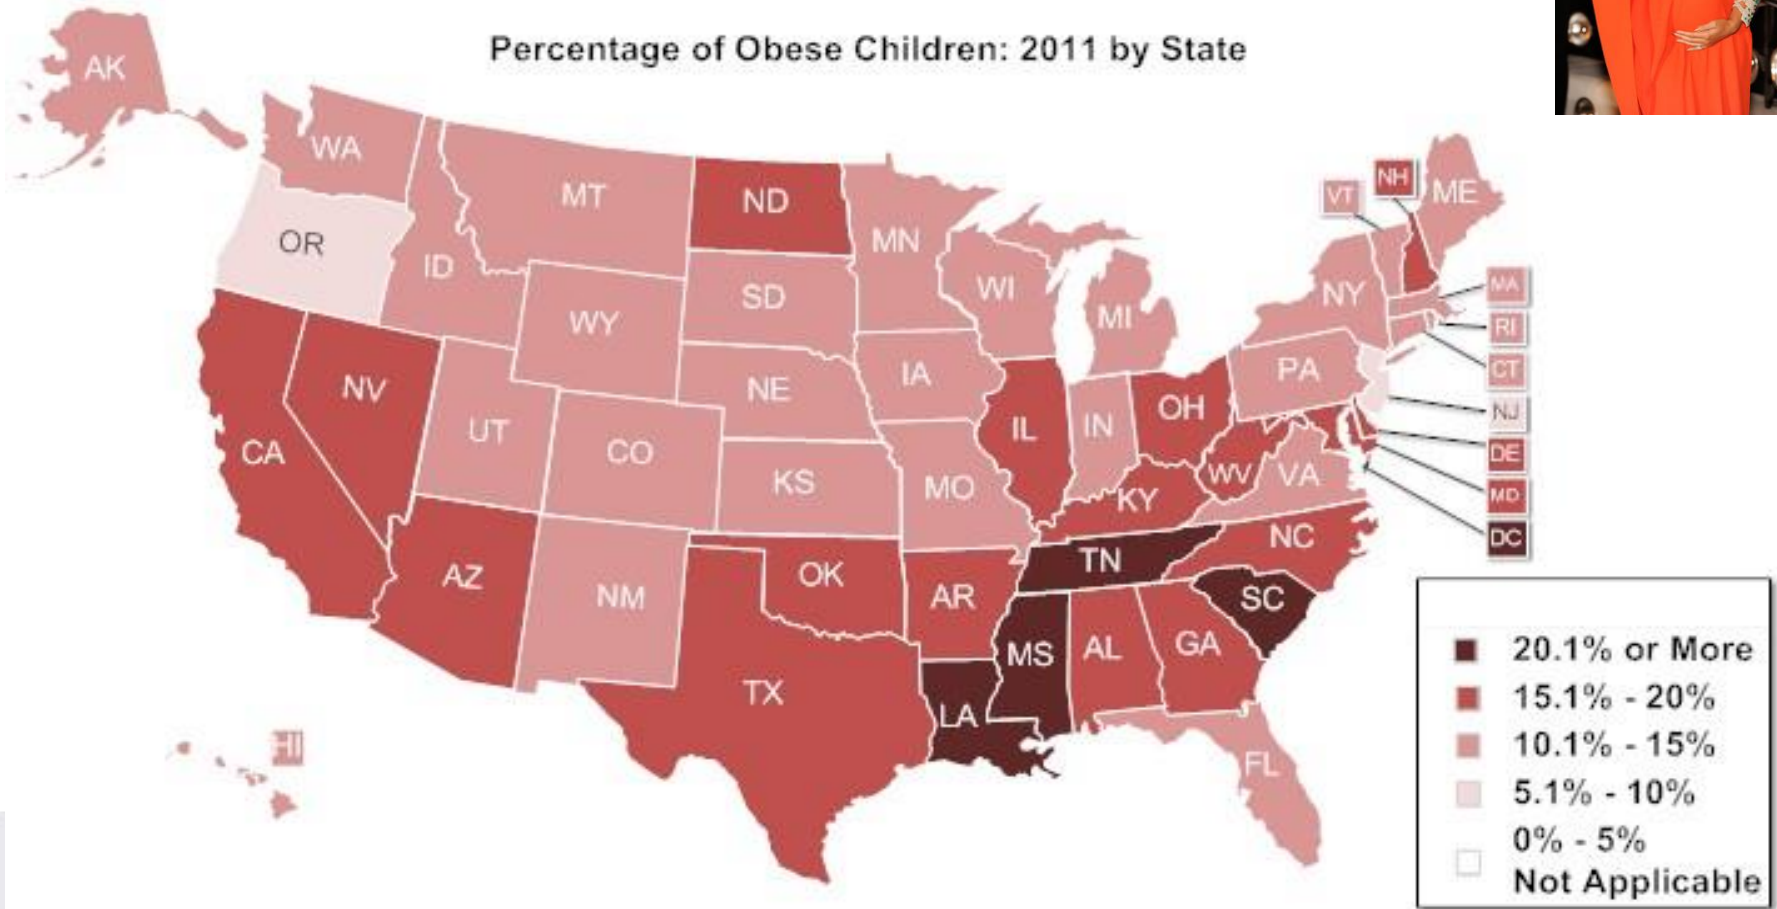 Percentage of Obese Children: 2011 by State
AK
WA
MT
ND
MN
VT
NH
ME
OR
ID
SD
WI
MI
NY
MA
WY
RI
NV
NE
IA
PA
CT
UT
CO
IL
IN
OH
NJ
CA
KS
MO
WV
VA
DE
KY
MD
AZ
NM
OK
AR
TN
NC
DC
TX
MS
AL
GA
SC
LA
HI
FL
20.1% or More
15.1% - 20%
10.1% - 15%
5.1% - 10%
0% - 5%
Not Applicable